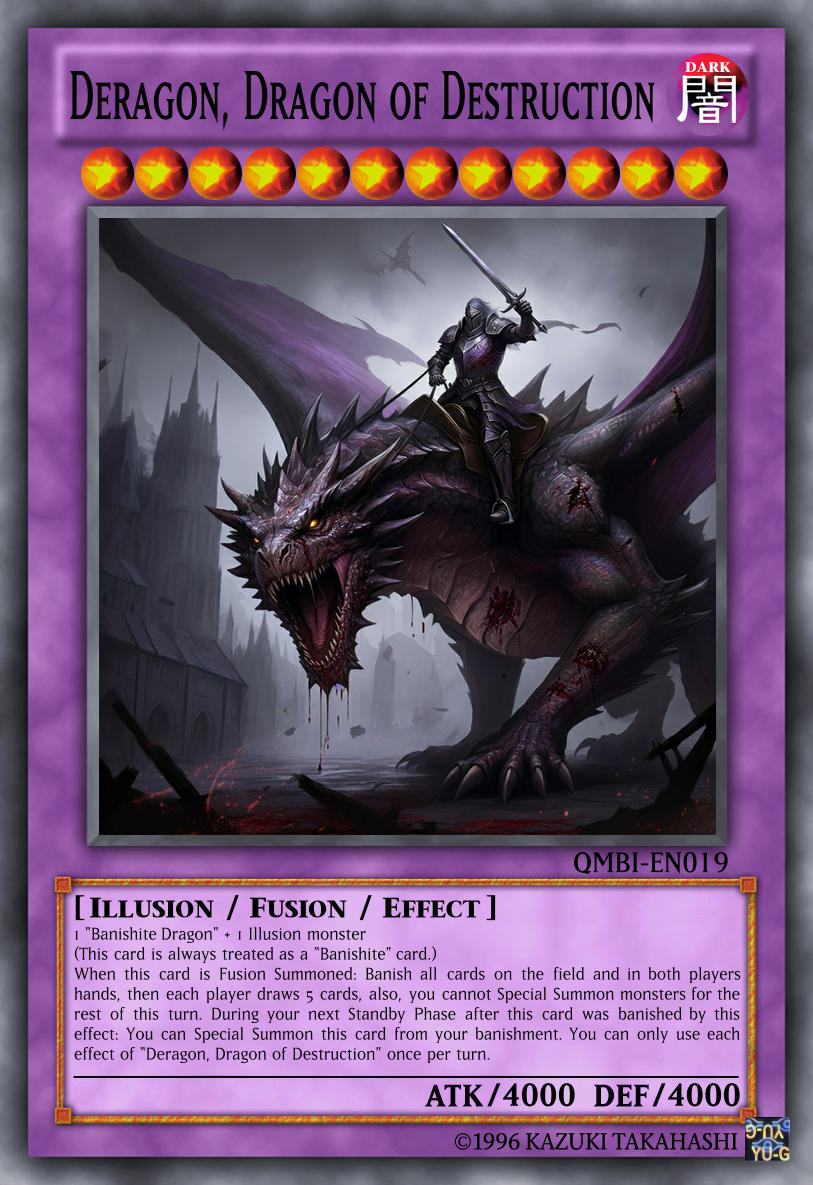 DERAGON, DRAGON OF DESTRUCTION
DARK
闇
QMBI-EN019
[ ILLUSION / FUSION / EFFECT ]
1 "Banishite Dragon" + 1 Illusion monster
(This card is always treated as a "Banishite" card.)
When this card is Fusion Summoned: Banish all cards on the field and in both players
hands, then each player draws 5 cards, also, you cannot Special Summon monsters for the
rest of this turn. During your next Standby Phase after this card was banished by this
effect: You can Special Summon this card from your banishment. You can only use each
effect of "Deragon, Dragon of Destruction" once per turn.
ATK/4000 DEF/4000
©1996 KAZUKI TAKAHASHI
YU-G
YU-G